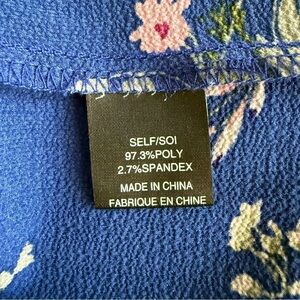 SELF/SOI
97.3%POLY
2.7%SPANDEX
MADE IN CHINA
FABRIQUE EN CHINE